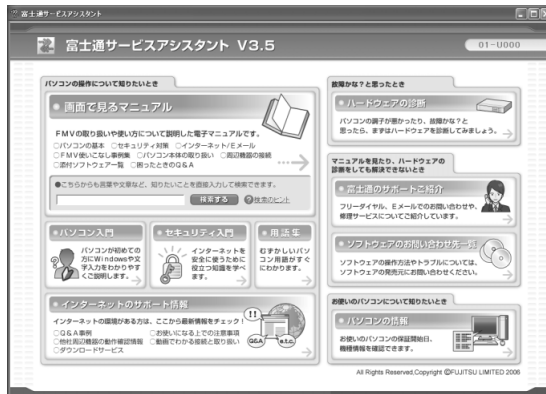 富士通サービスアシスタント
富士通サービスアシスタント V3.5
01-U000
パソコンの操作について知りたいとき
画面で見るマニュアル
FMVの取り扱いや使い方について説明した電子マニュアルです。
○パソコンの基本 ○セキュリティ対策 ○インターネット/Eメール
○FMV使いこなし事例集 ○パソコン本体の取り扱い ○周辺機器の接続
○添付ソフトウェア一覧 ○困ったときのQ&A
●こちらからも言葉や文章など、知りたいことを直接入力して検索できます。
検索する
検索のヒント
パソコン入門
パソコンが初めての
方にWindowsや文
字入力をわかりやす
くご説明します。
セキュリティ入門
インターネットを
安全に使うために
役立つ知識を学べ
ます。
用語集
むずかしいパソ
コン用語がすぐ
にわかります。
インターネットのサポート情報
インターネットの環境がある方は、ここから最新情報をチェック!
○Q&A事例 ○お使いになる上での注意事項
○他社周辺機器の動作確認情報 ○動画でわかる接続と取り扱い
○ダウンロードサービス
!!
Q&A
e.t.c.
故障かな?と思ったとき
ハードウェアの診断
パソコンの調子が悪かったり、故障かな?と
思ったら、まずはハードウェアを診断してみましょう。
マニュアルを見たり、ハードウェアの
診断をしても解決できないとき
富士通のサポートご紹介
フリーダイヤル、Eメールでのお問い合わせや、
修理サービスについてご紹介しています。
ソフトウェアのお問い合わせ先一覧
ソフトウェアの操作方法やトラブルについては、
ソフトウェアの発売元にお問い合わせください。
お使いのパソコンについて知りたいとき
パソコンの情報
お使いのパソコンの保証開始日、
機種情報を確認できます。
All Rights Reserved,Copyright ©FUJITSU LIMITED 2006